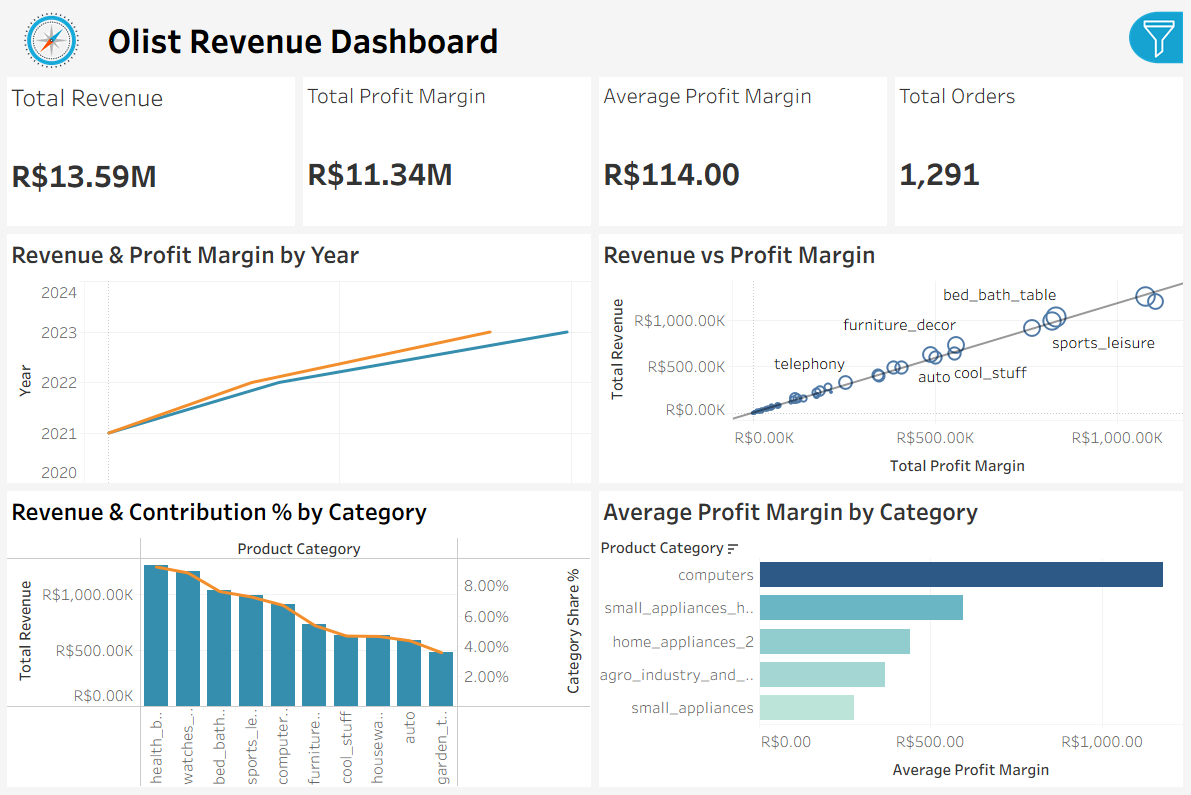 Olist Revenue Dashboard
Total Revenue
R$13.59M
Total Profit Margin
R$11.34M
Average Profit Margin
R$114.00
Total Orders
1,291
Revenue & Profit Margin by Year
Year
2024
2023
2022
2021
2020
Revenue vs Profit Margin
Total Revenue
R$1,000.00K
R$500.00K
R$0.00K
bed_bath_table
furniture_decor
sports_leisure
telephony
auto
cool_stuff
R$0.00K
R$500.00K
R$1,000.00K
Total Profit Margin
Revenue & Contribution % by Category
Product Category
Total Revenue
R$1,000.00K
R$500.00K
R$0.00K
8.00%
6.00%
4.00%
2.00%
Category Share %
health_b..
watches_..
bed_bath..
sports_le..
computer..
furniture..
cool_stuff
housewa..
auto
garden_t..
Average Profit Margin by Category
Product Category
computers
small_appliances_h..
home_appliances_2
agro_industry_and_..
small_appliances
R$0.00
R$500.00
R$1,000.00
Average Profit Margin